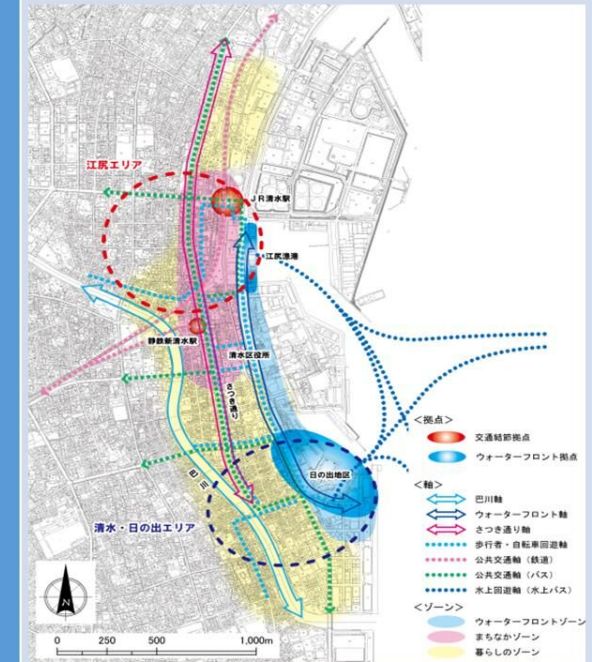 江尻エリア
JR清水駅
江尻漁港
静鉄新清水駅
清水区役所
さつき通り
巴川
日の出地区
清水・日の出エリア
N
0 250 500 1,000m
<拠点>
交通結節拠点
ウォーターフロント拠点
<軸>
巴川軸
ウォーターフロント軸
さつき通り軸
歩行者・自転車回遊軸
公共交通軸（鉄道）
公共交通軸（バス）
水上回遊軸（水上バス）
<ゾーン>
ウォーターフロントゾーン
まちなかゾーン
暮らしのゾーン